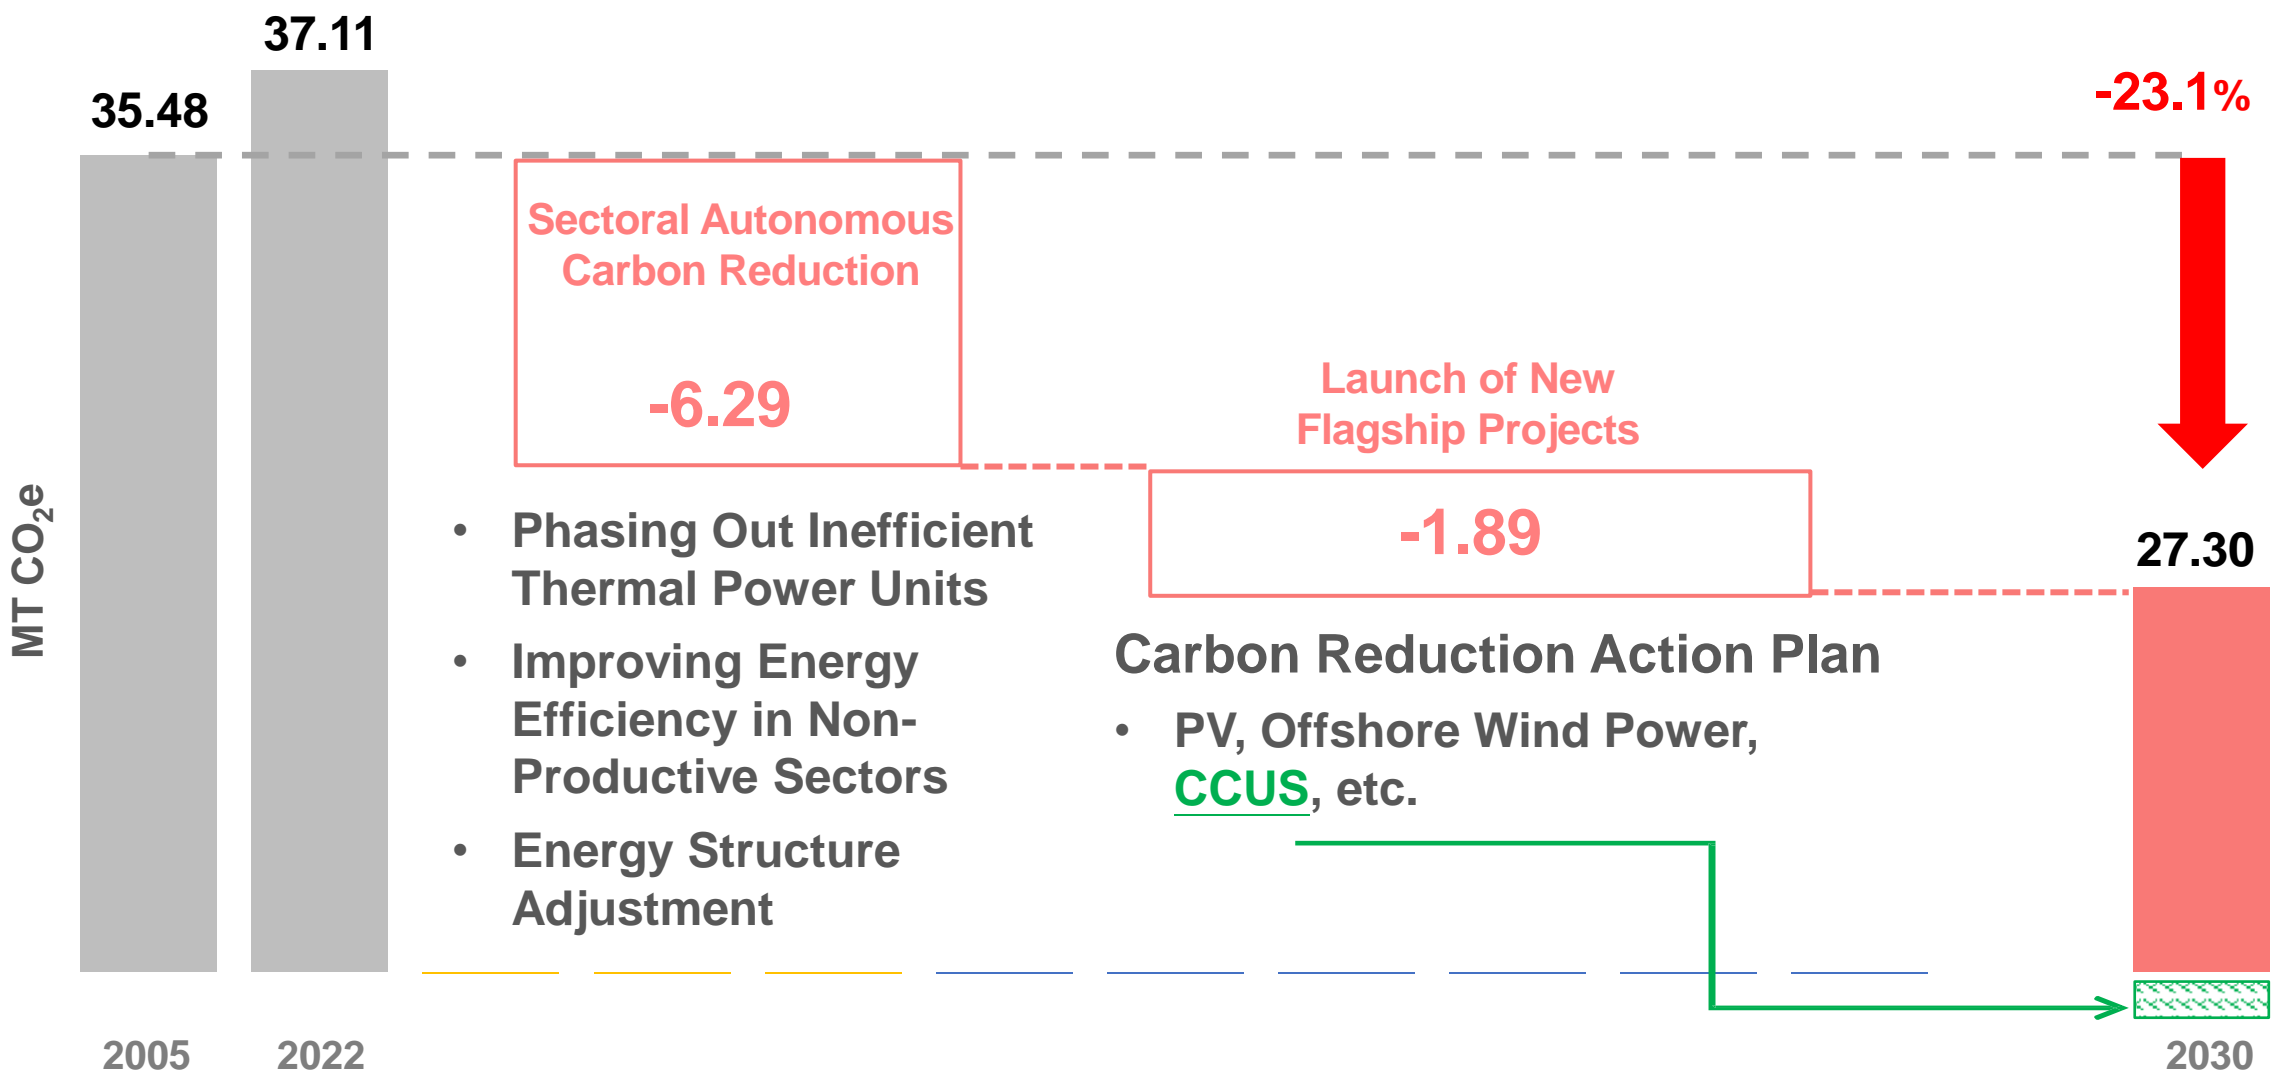 37.11
35.48
-23.1%
Sectoral Autonomous
Carbon Reduction
-6.29
Launch of New
Flagship Projects
-1.89
27.30
MT CO₂e
• Phasing Out Inefficient
Thermal Power Units
• Improving Energy
Efficiency in Non-
Productive Sectors
• Energy Structure
Adjustment
Carbon Reduction Action Plan
• PV, Offshore Wind Power,
CCUS, etc.
2005
2022
2030